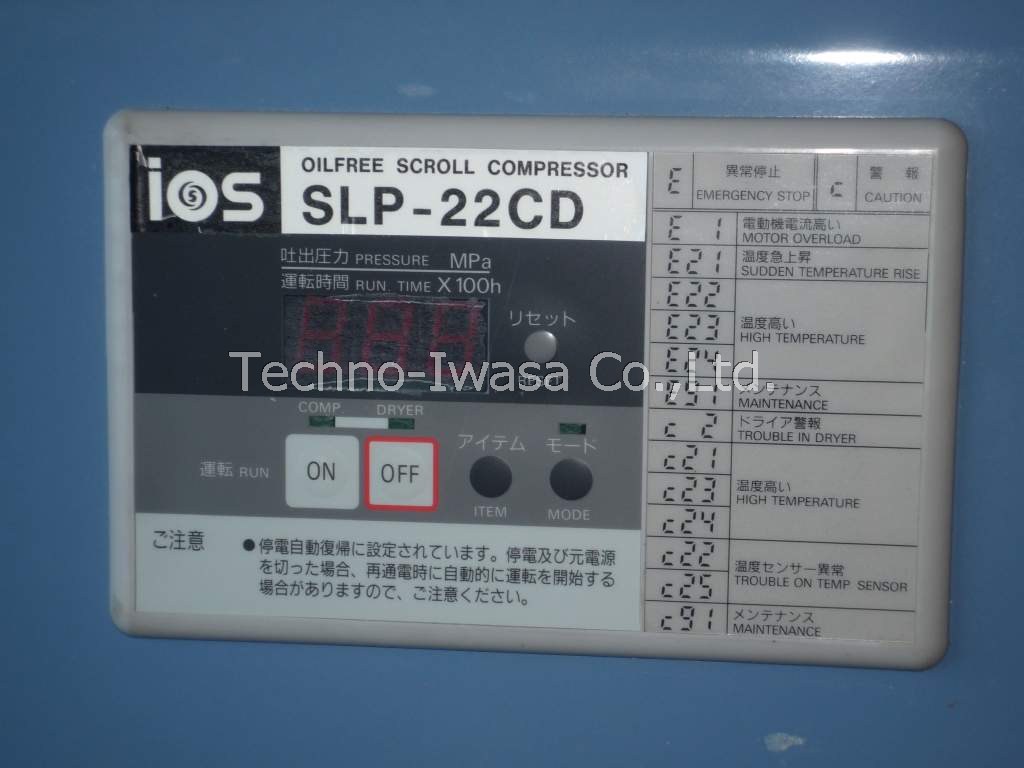 iOS
OILFREE SCROLL COMPRESSOR
SLP-22CD
吐出圧力 PRESSURE MPa
運転時間 RUN. TIME X100h
リセット
Techno-Iwasa Co.,Ltd.
COMP. DRYER
運転 RUN
ON
OFF
アイテム
ITEM
モード
MODE
ご注意
●停電自動復帰に設定されています。停電及び元電源
を切った場合、再通電時に自動的に運転を開始する
場合がありますので、ご注意ください。
E 異常停止
EMERGENCY STOP
c 警報
CAUTION
E 1 電動機電流高い
MOTOR OVERLOAD
E21 温度急上昇
SUDDEN TEMPERATURE RISE
E22
E23 温度高い
HIGH TEMPERATURE
E24
E91 メンテナンス
MAINTENANCE
c 2 ドライア警報
TROUBLE IN DRYER
c21
c23 温度高い
HIGH TEMPERATURE
c24
c22 温度センサー異常
TROUBLE ON TEMP. SENSOR
c25
c91 メンテナンス
MAINTENANCE